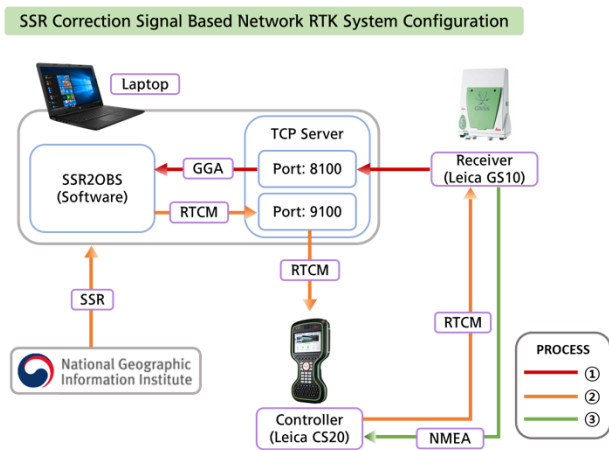 SSR Correction Signal Based Network RTK System Configuration
Laptop
TCP Server
SSR2OBS
(Software)
GGA
Port: 8100
Receiver
(Leica GS10)
RTCM
Port: 9100
RTCM
SSR
RTCM
National Geographic
Information Institute
Controller
(Leica CS20)
NMEA
PROCESS
①
②
③